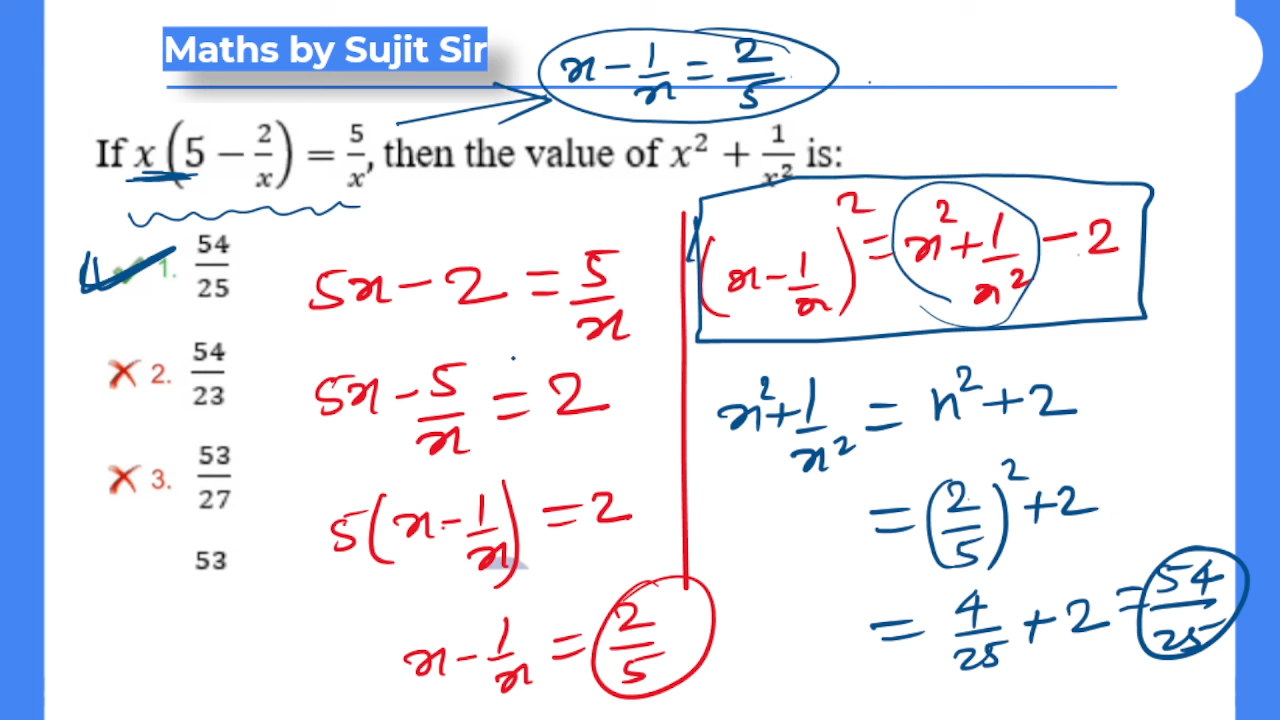 Maths by Sujit Sir
x - 1/x = 2/5
If x(5 - 2/x) = 5/x, then the value of x² + 1/x² is:
1. 54/25
2. 54/23
3. 53/27
53
5x - 2 = 5/x
5x - 5/x = 2
5(x - 1/x) = 2
x - 1/x = 2/5
(x - 1/x)² = x² + 1/x² - 2
x² + 1/x² = n² + 2
= (2/5)² + 2
= 4/25 + 2 = 54/25